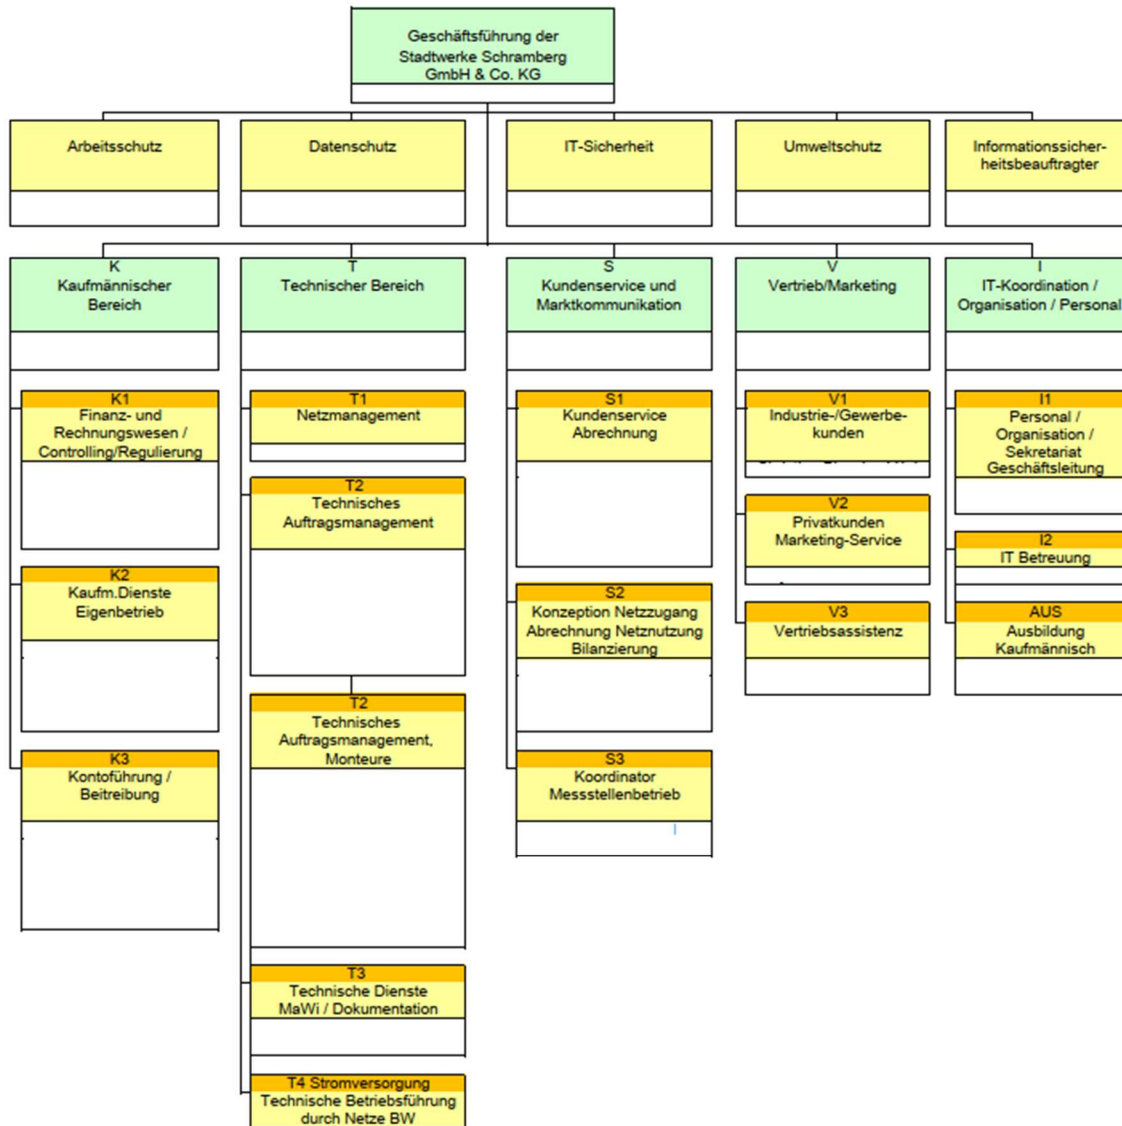 Geschäftsführung der
Stadtwerke Schramberg
GmbH & Co. KG
Arbeitsschutz
Datenschutz
IT-Sicherheit
Umweltschutz
Informationssicher-
heitsbeauftragter
K
Kaufmännischer
Bereich
T
Technischer Bereich
S
Kundenservice und
Marktkommunikation
V
Vertrieb/Marketing
I
IT-Koordination /
Organisation / Personal
K1
Finanz- und
Rechnungswesen /
Controlling/Regulierung
K2
Kaufm.Dienste
Eigenbetrieb
K3
Kontoführung /
Beitreibung
T1
Netzmanagement
T2
Technisches
Auftragsmanagement
T2
Technisches
Auftragsmanagement,
Monteure
T3
Technische Dienste
MaWi / Dokumentation
T4 Stromversorgung
Technische Betriebsführung
durch Netze BW
S1
Kundenservice
Abrechnung
S2
Konzeption Netzzugang
Abrechnung Netznutzung
Bilanzierung
S3
Koordinator
Messstellenbetrieb
V1
Industrie-/Gewerbe-
kunden
V2
Privatkunden
Marketing-Service
V3
Vertriebsassistenz
I1
Personal /
Organisation /
Sekretariat
Geschäftsleitung
I2
IT Betreuung
AUS
Ausbildung
Kaufmännisch